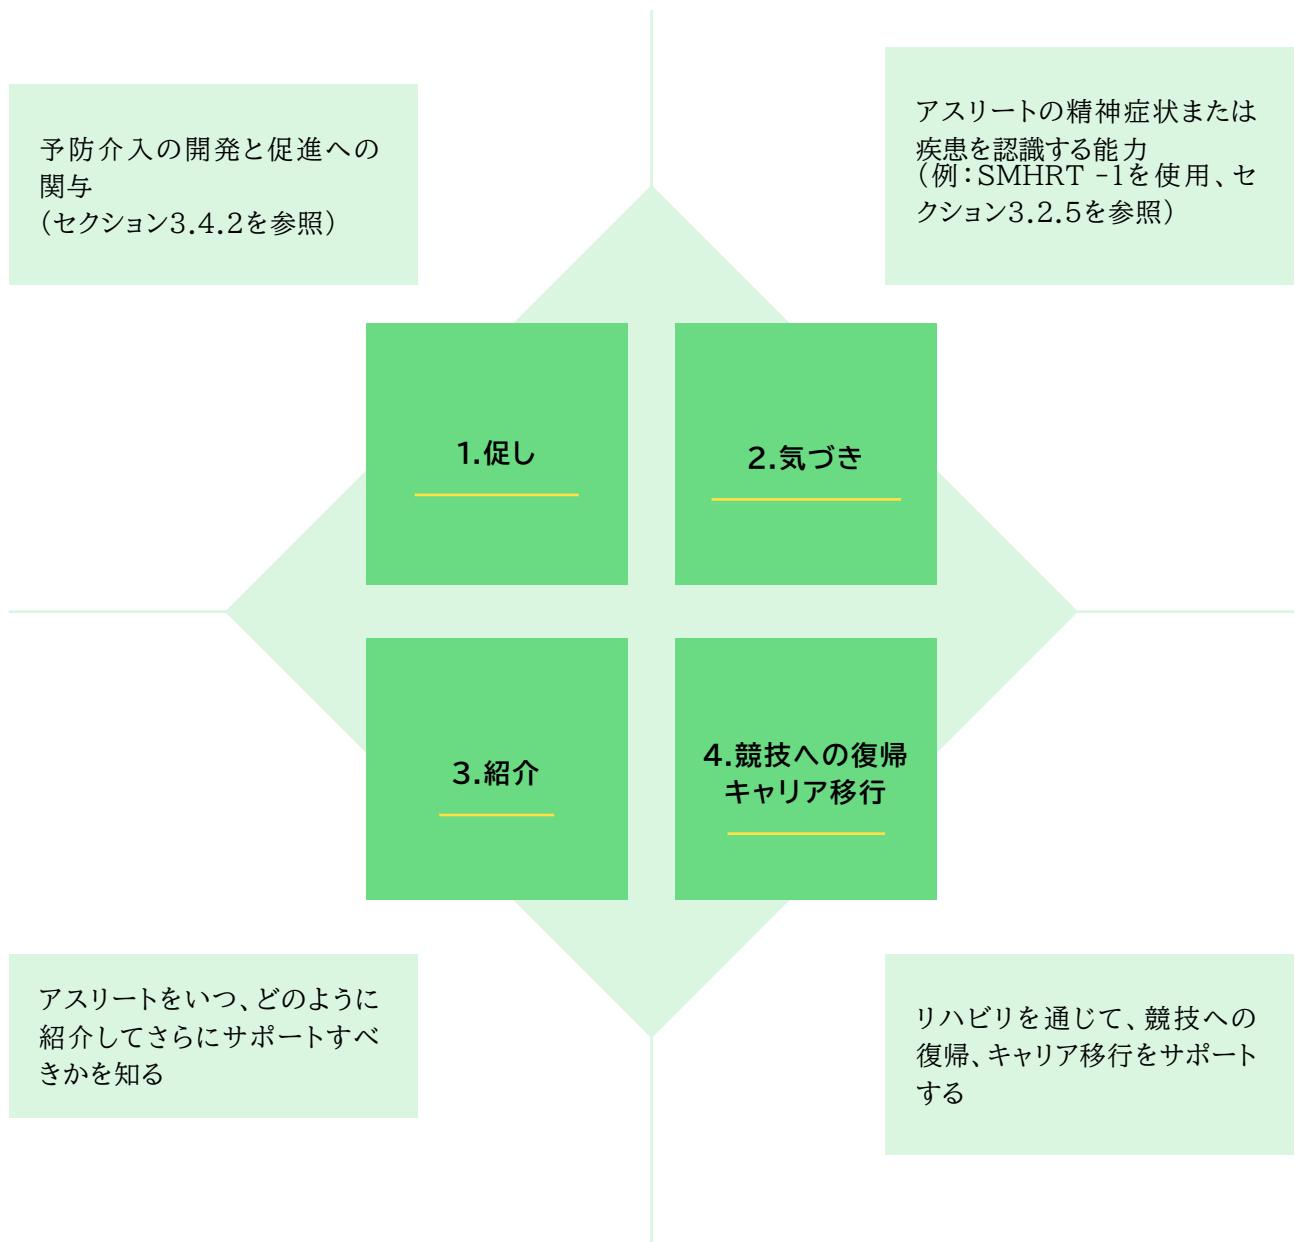 予防介入の開発と促進への
関与
（セクション3.4.2を参照）
アスリートの精神症状または
疾患を認識する能力
（例：SMHRT -1を使用、セ
クション3.2.5を参照）
1.促し
2.気づき
3.紹介
4.競技への復帰
キャリア移行
アスリートをいつ、どのように
紹介してさらにサポートすべ
きかを知る
リハビリを通じて、競技への
復帰、キャリア移行をサポート
する